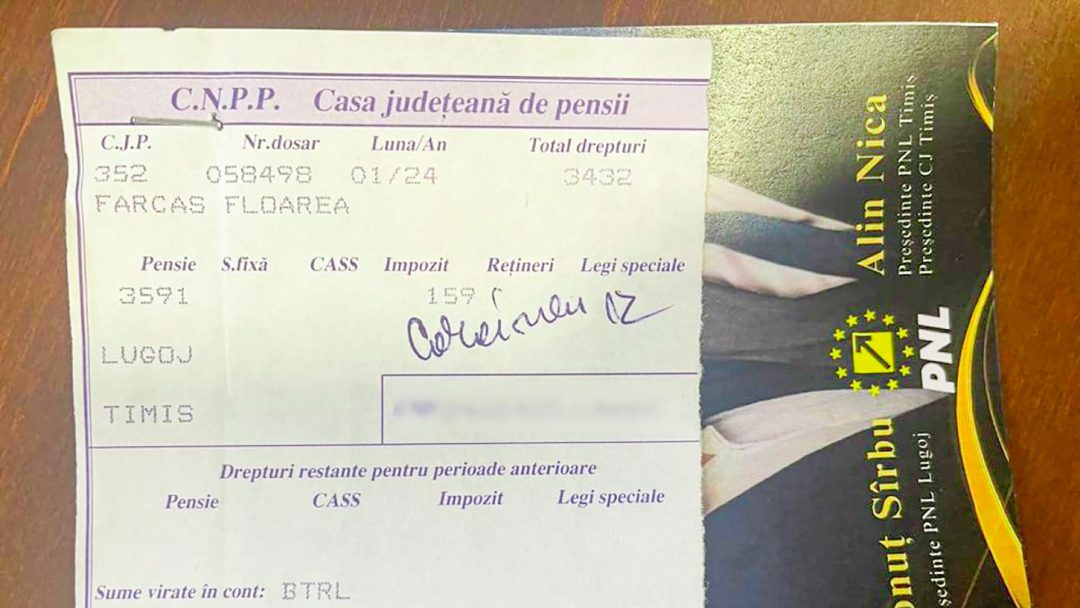 C.N.P.P. Casa județeană de pensii
C.J.P. Nr.dosar Luna/An Total drepturi
352 058498 01/24 3432
FARCAS FLOAREA
Pensie S.fixă CASS Impozit Rețineri Legi speciale
3591 159
LUGOJ
TIMIS
Drepturi restante pentru perioade anterioare
Pensie CASS Impozit Legi speciale
Sume virate în cont: BTRL
Alin Nica
Președinte PNL Timiș
Președinte CJ Timiș
PNL
Sîrbu
PNL Lugoj